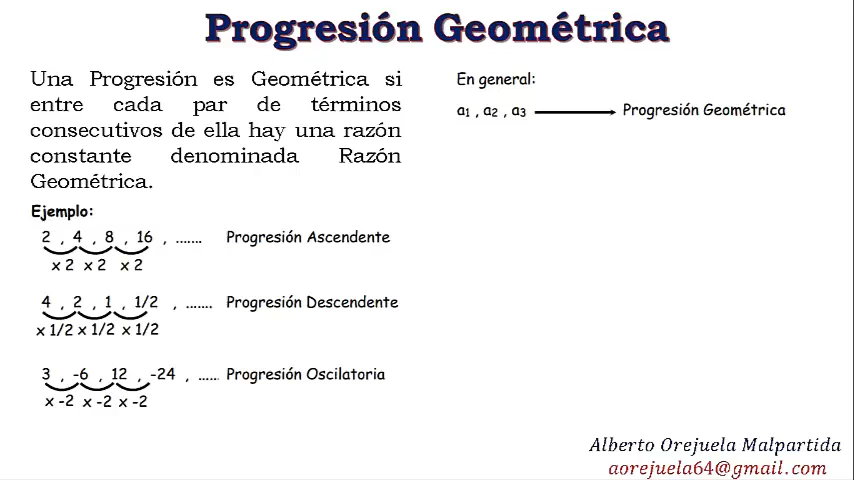 Progresión Geométrica
Una Progresión es Geométrica si
entre cada par de términos
consecutivos de ella hay una razón
constante denominada Razón
Geométrica.
Ejemplo:
2 , 4 , 8 , 16 , ....... Progresión Ascendente
x 2 x 2 x 2
4 , 2 , 1 , 1/2 , ....... Progresión Descendente
x 1/2 x 1/2 x 1/2
3 , -6 , 12 , -24 , ...... Progresión Oscilatoria
x -2 x -2 x -2
En general:
a1 , a2 , a3 Progresión Geométrica
Alberto Orejuela Malpartida
aorejuela64@gmail.com